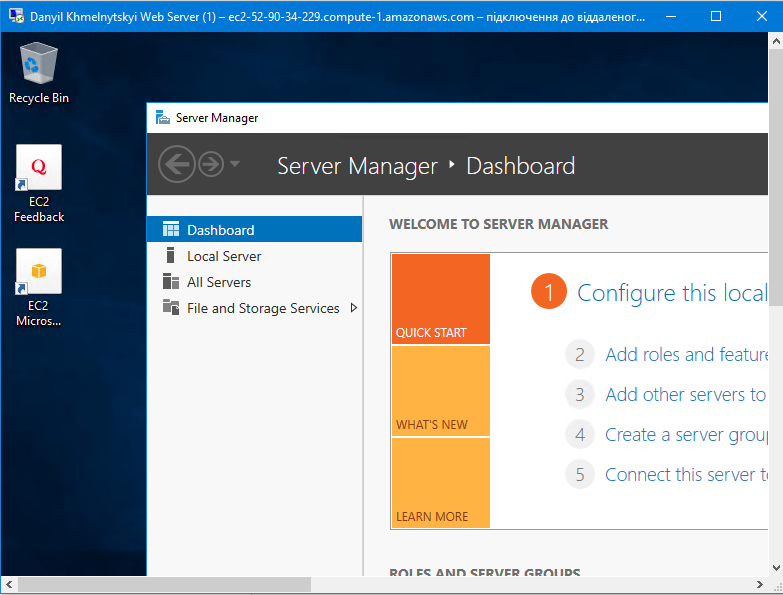 Danyil Khmelnytskyi Web Server (1) – ec2-52-90-34-229.compute-1.amazonaws.com – підключення до віддаленог...
Recycle Bin
EC2
Feedback
EC2
Micros...
Server Manager
Server Manager ‣ Dashboard
Dashboard
Local Server
All Servers
File and Storage Services
WELCOME TO SERVER MANAGER
QUICK START
WHAT'S NEW
LEARN MORE
1 Configure this local
2 Add roles and feature
3 Add other servers to
4 Create a server group
5 Connect this server to
ROLES AND SERVER GROUPS